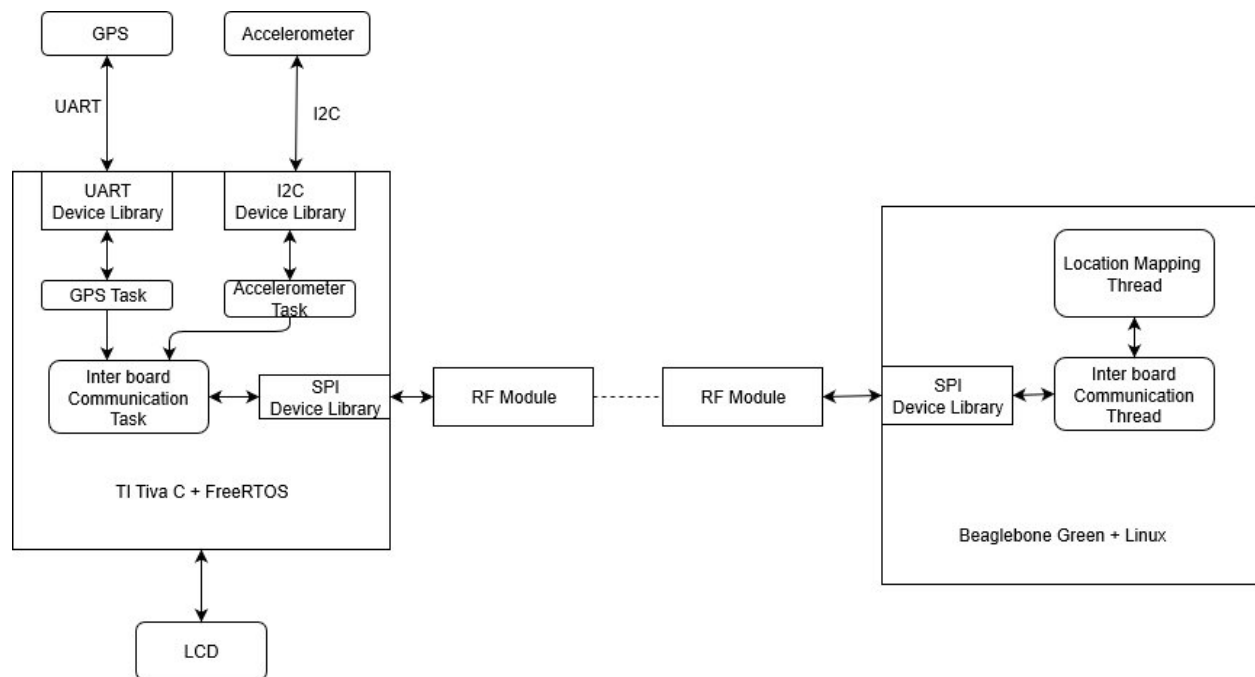 GPS
Accelerometer
UART
I2C
UART
Device Library
I2C
Device Library
GPS Task
Accelerometer
Task
Inter board
Communication
Task
SPI
Device Library
RF Module
RF Module
SPI
Device Library
Location Mapping
Thread
Inter board
Communication
Thread
TI Tiva C + FreeRTOS
Beaglebone Green + Linux
LCD